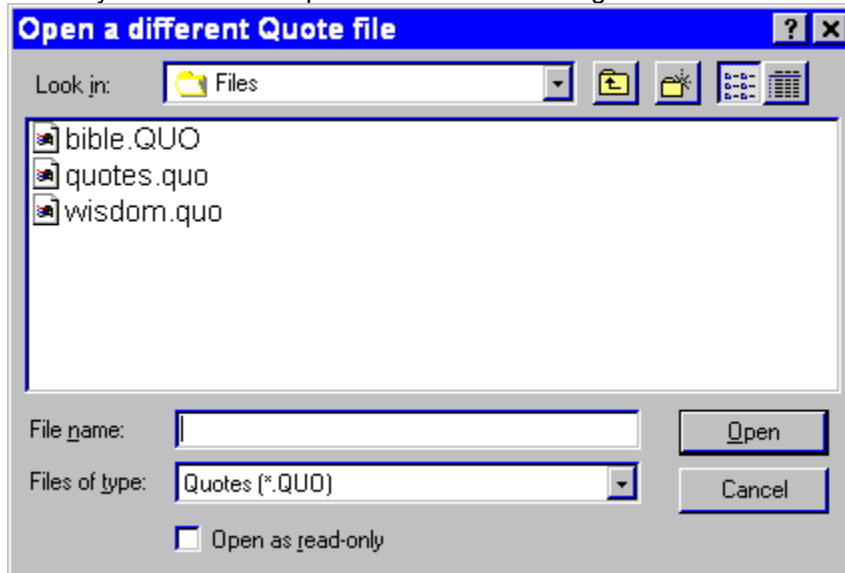 Open a different Quote file
Look in: Files
bible.QUO
quotes.quo
wisdom.quo
File name: Open
Files of type: Quotes (*.QUO) Cancel
Open as read-only